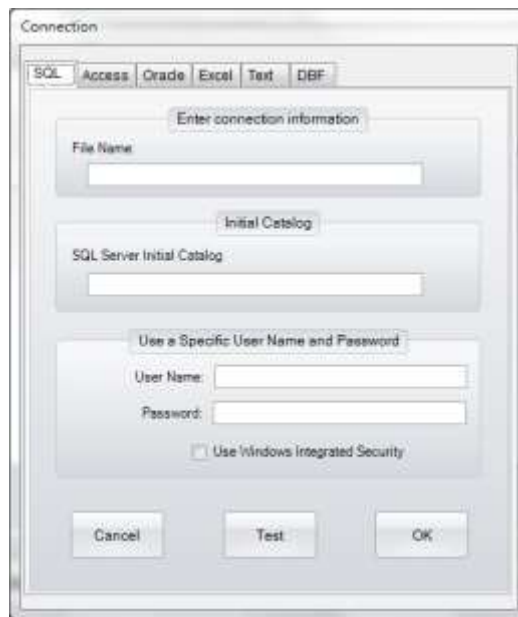 Connection
SQL Access Oracle Excel Text DBF
Enter connection information
File Name:
Initial Catalog
SQL Server Initial Catalog
Use a Specific User Name and Password
User Name:
Password:
Use Windows Integrated Security
Cancel Test OK